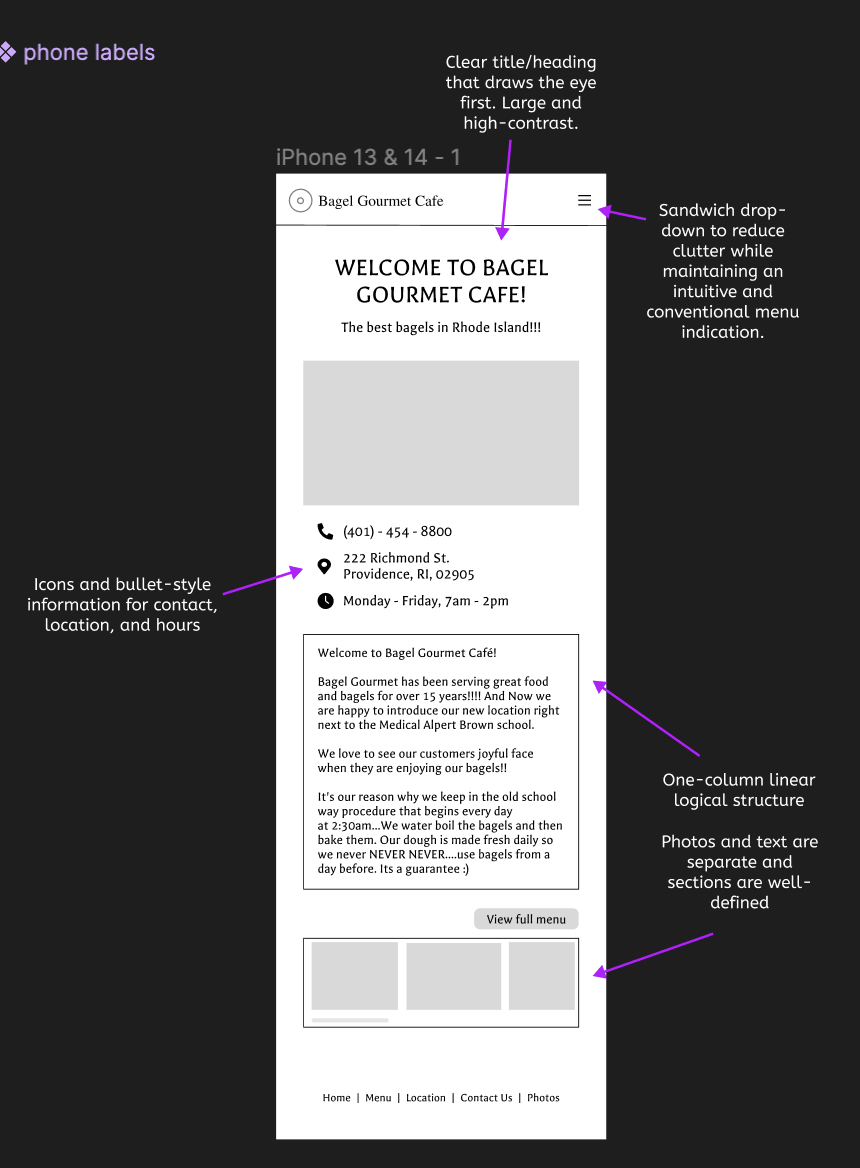 phone labels
Clear title/heading
that draws the eye
first. Large and
high-contrast.
iPhone 13 & 14 - 1
Bagel Gourmet Cafe
Sandwich drop-
down to reduce
clutter while
maintaining an
intuitive and
conventional menu
indication.
WELCOME TO BAGEL
GOURMET CAFE!
The best bagels in Rhode Island!!!
(401) - 454 - 8800
222 Richmond St.
Providence, RI, 02905
Monday - Friday, 7am - 2pm
Icons and bullet-style
information for contact,
location, and hours
Welcome to Bagel Gourmet Café!
Bagel Gourmet has been serving great food
and bagels for over 15 years!!!! And Now we
are happy to introduce our new location right
next to the Medical Alpert Brown school.
We love to see our customers joyful face
when they are enjoying our bagels!!
It's our reason why we keep in the old school
way procedure that begins every day
at 2:30am...We water boil the bagels and then
bake them. Our dough is made fresh daily so
we never NEVER NEVER....use bagels from a
day before. Its a guarantee :)
One-column linear
logical structure
Photos and text are
separate and
sections are well-
defined
View full menu
Home | Menu | Location | Contact Us | Photos